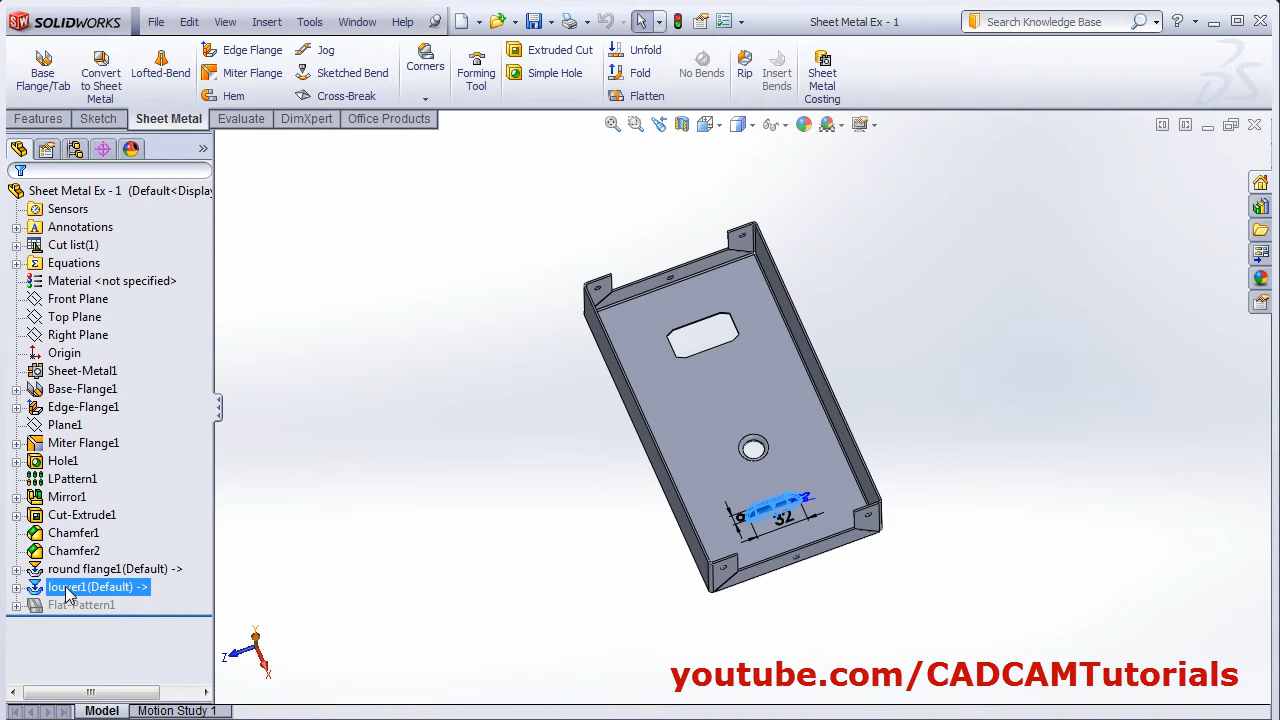 SOLIDWORKS File Edit View Insert Tools Window Help Sheet Metal Ex - 1 Search Knowledge Base
Base Flange/Tab
Convert to Sheet Metal
Lofted-Bend
Edge Flange
Miter Flange
Hem
Jog
Sketched Bend
Cross-Break
Corners
Forming Tool
Extruded Cut
Simple Hole
Unfold
Fold
Flatten
No Bends
Rip
Insert Bends
Sheet Metal Costing
Features Sketch Sheet Metal Evaluate DimXpert Office Products
Sheet Metal Ex - 1 (Default<Display
Sensors
Annotations
Cut list(1)
Equations
Material <not specified>
Front Plane
Top Plane
Right Plane
Origin
Sheet-Metal1
Base-Flange1
Edge-Flange1
Plane1
Miter Flange1
Hole1
LPattern1
Mirror1
Cut-Extrude1
Chamfer1
Chamfer2
round flange1(Default) ->
louver1(Default) ->
Flat-Pattern1
32
Y
Z
X
youtube.com/CADCAMTutorials
Model Motion Study 1